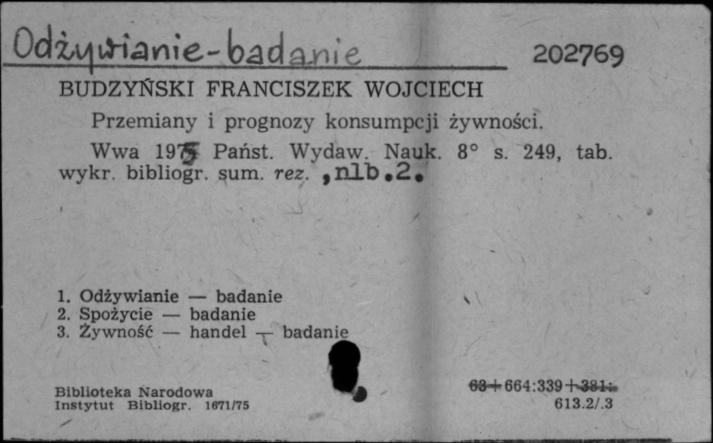 Odżywianie-badanie
202769
BUDZYŃSKI FRANCISZEK WOJCIECH
Przemiany i prognozy konsumpcji żywności.
Wwa 1975 Państ. Wydaw. Nauk. 8° s. 249, tab.
wykr. bibliogr. sum. rez. , nlb.2.
1. Odżywianie — badanie
2. Spożycie — badanie
3. Żywność — handel — badanie
Biblioteka Narodowa
Instytut Bibliogr. 1671/75
63+664:339+381:
613.2/.3